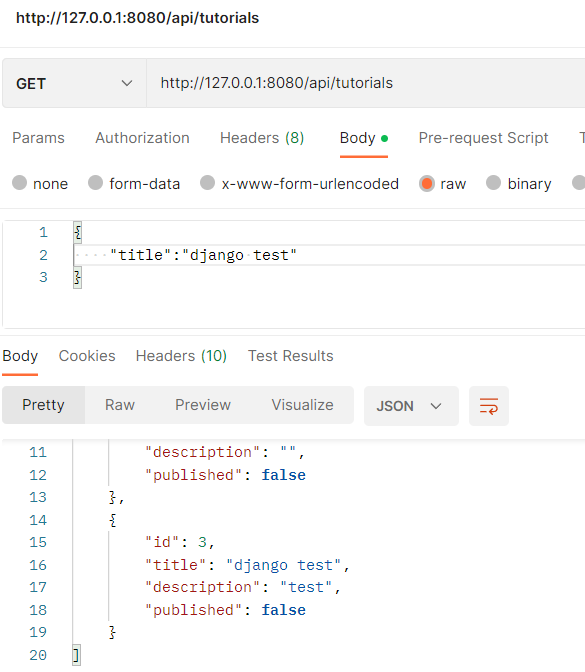 http://127.0.0.1:8080/api/tutorials
GET http://127.0.0.1:8080/api/tutorials
Params Authorization Headers (8) Body Pre-request Script T
none form-data x-www-form-urlencoded raw binary
1 {
2 "title":"django test"
3 }
Body Cookies Headers (10) Test Results
Pretty Raw Preview Visualize JSON
11 "description": "",
12 "published": false
13 },
14 {
15 "id": 3,
16 "title": "django test",
17 "description": "test",
18 "published": false
19 }
20 ]